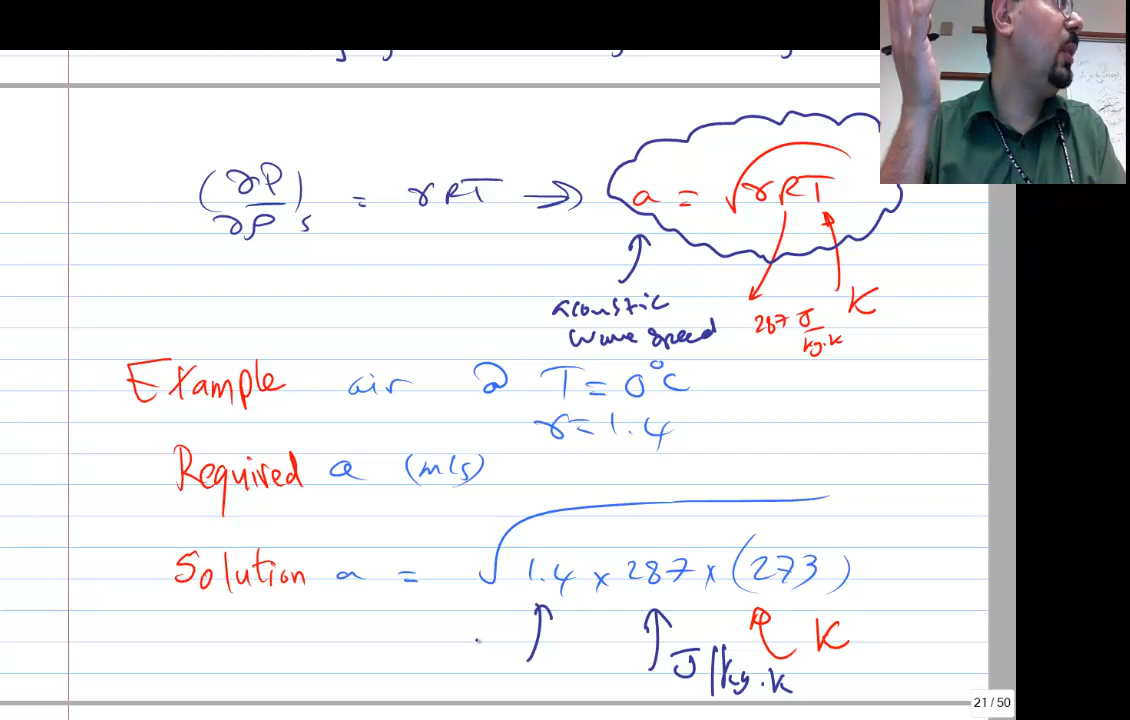 (∂P/∂ρ)s = γRT →> a = √γRT
acoustic
wave speed
287 J/kg.K
K
Example air @ T = 0°C
γ = 1.4
Required a (m/s)
Solution a = √1.4 × 287 × (273)
J/kg.K
K
21 / 50